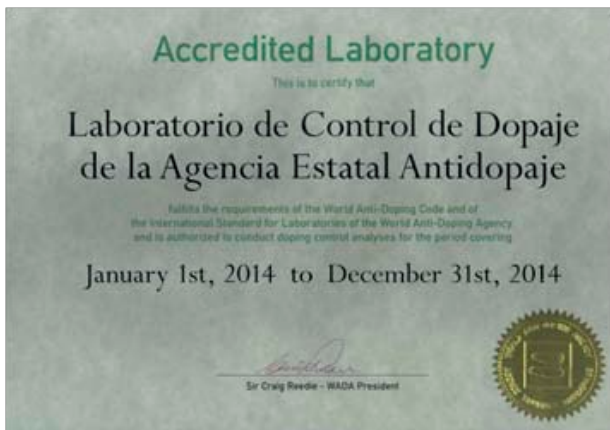 Accredited Laboratory
This is to certify that
Laboratorio de Control de Dopaje
de la Agencia Estatal Antidopaje
fulfills the requirements of the World Anti-Doping Code and of
the International Standard for Laboratories of the World Anti-Doping Agency
and is authorized to conduct doping control analyses for the period covering
January 1st, 2014 to December 31st, 2014
Sir Craig Reedie - WADA President